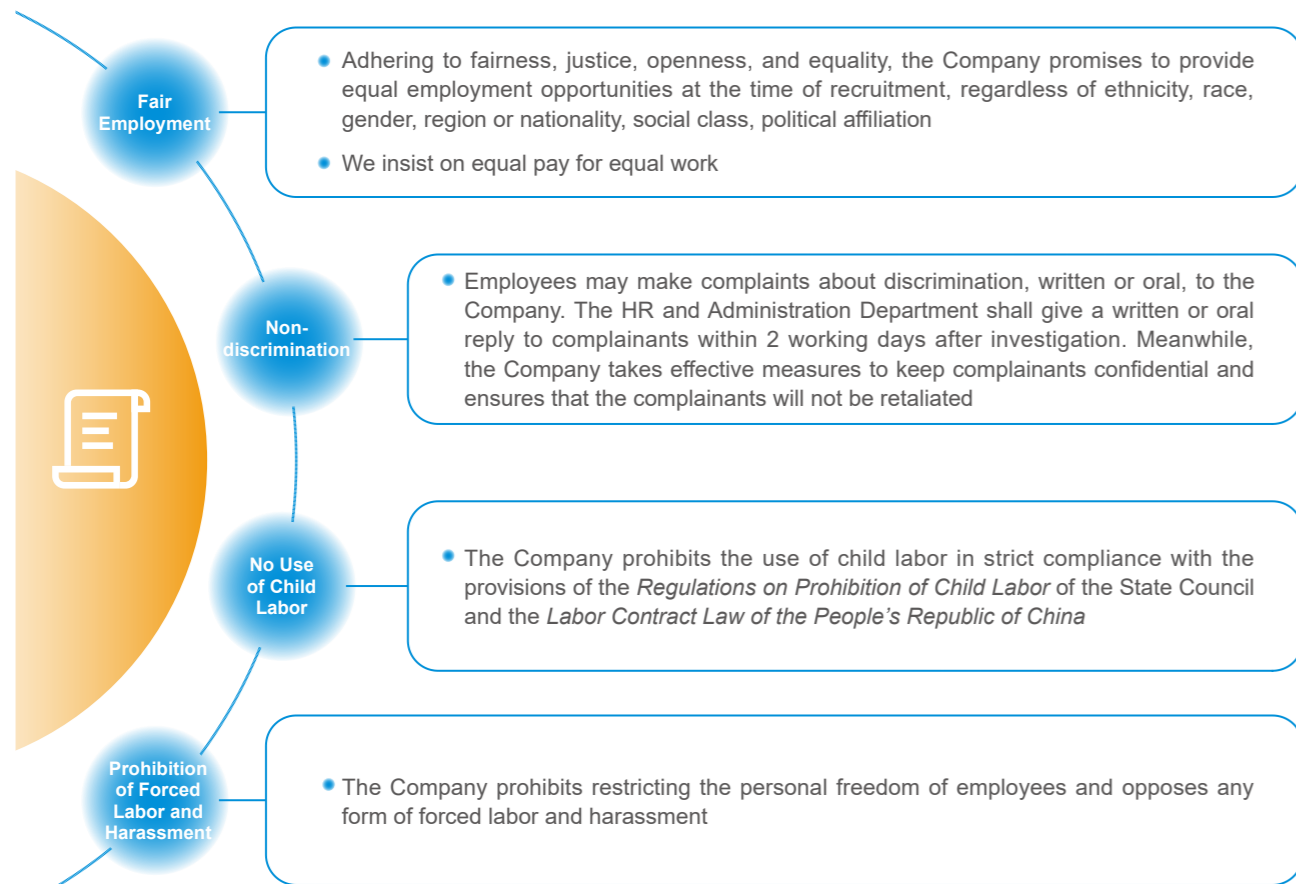 Fair
Employment
Adhering to fairness, justice, openness, and equality, the Company promises to provide
equal employment opportunities at the time of recruitment, regardless of ethnicity, race,
gender, region or nationality, social class, political affiliation
We insist on equal pay for equal work
Non-
discrimination
Employees may make complaints about discrimination, written or oral, to the
Company. The HR and Administration Department shall give a written or oral
reply to complainants within 2 working days after investigation. Meanwhile,
the Company takes effective measures to keep complainants confidential and
ensures that the complainants will not be retaliated
No Use
of Child
Labor
The Company prohibits the use of child labor in strict compliance with the
provisions of the Regulations on Prohibition of Child Labor of the State Council
and the Labor Contract Law of the People's Republic of China
Prohibition
of Forced
Labor and
Harassment
The Company prohibits restricting the personal freedom of employees and opposes any
form of forced labor and harassment